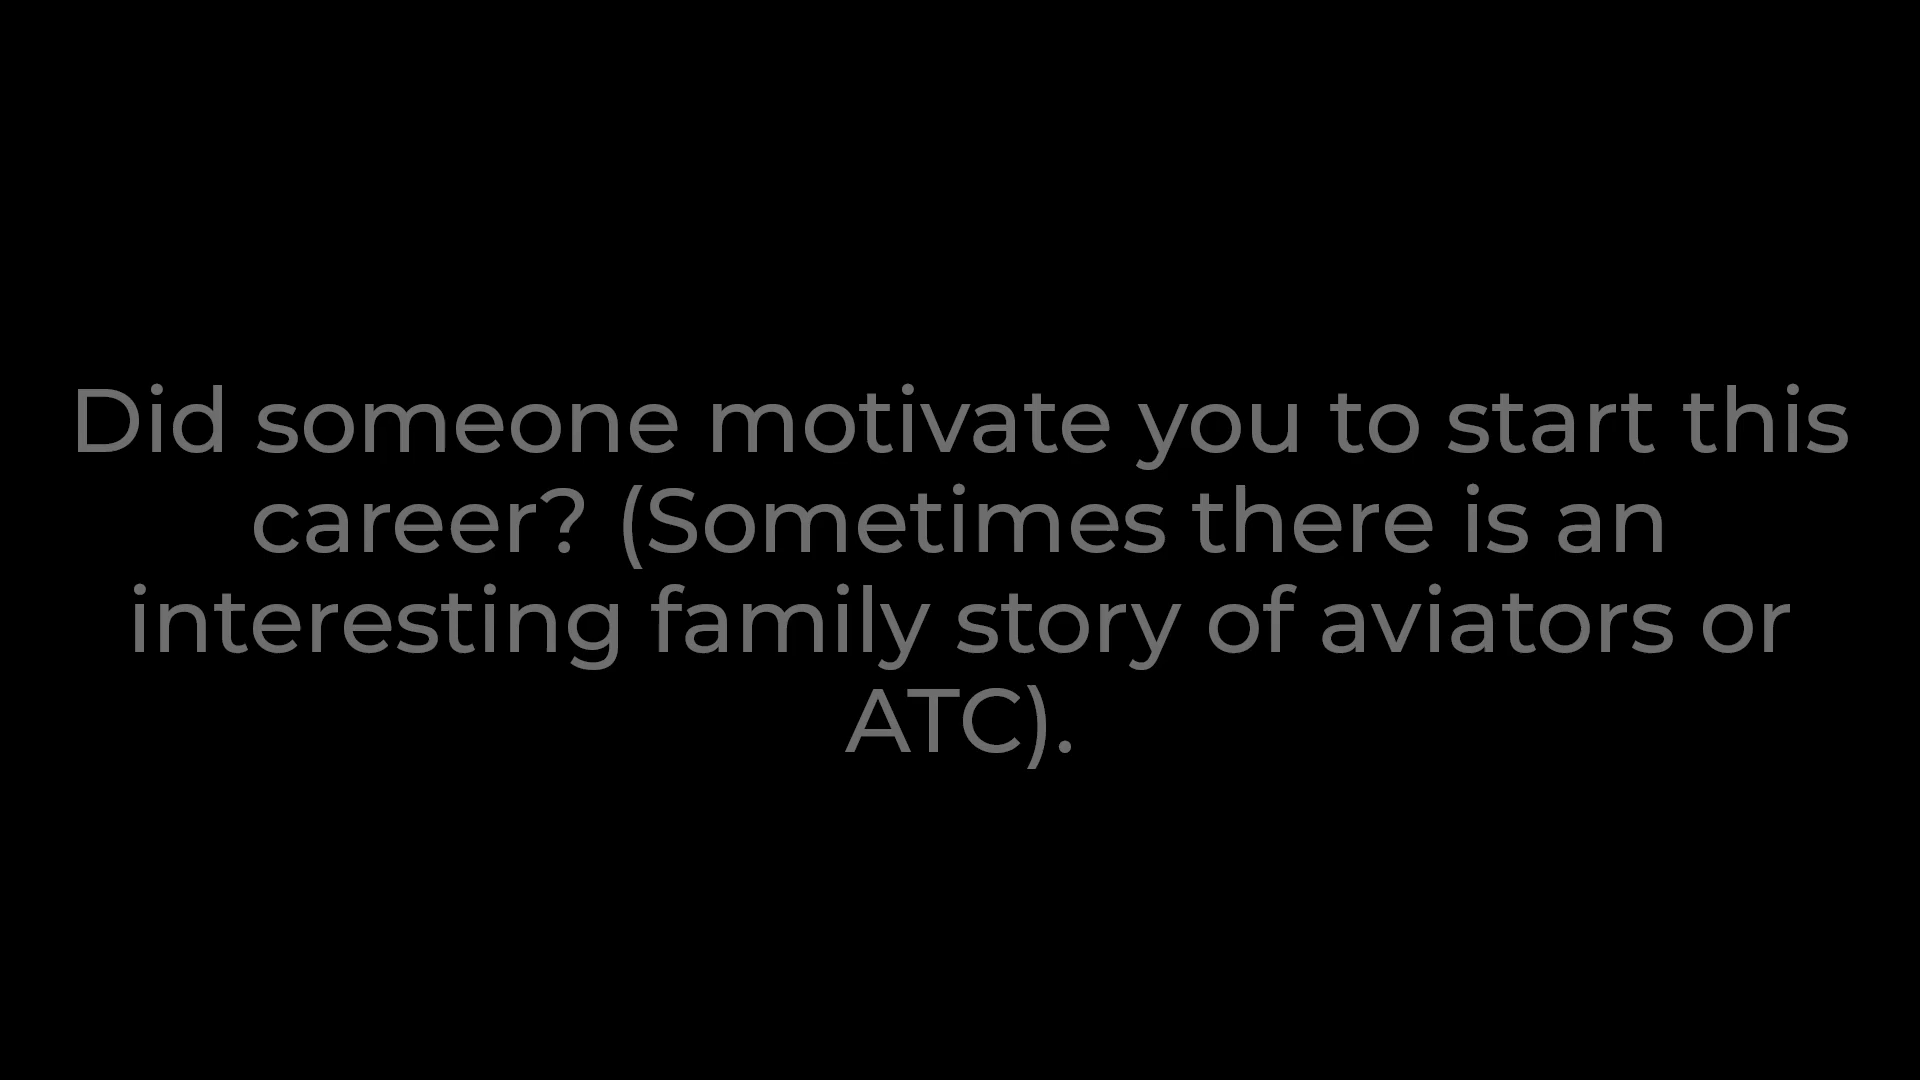 Did someone motivate you to start this
career? (Sometimes there is an
interesting family story of aviators or
ATC).